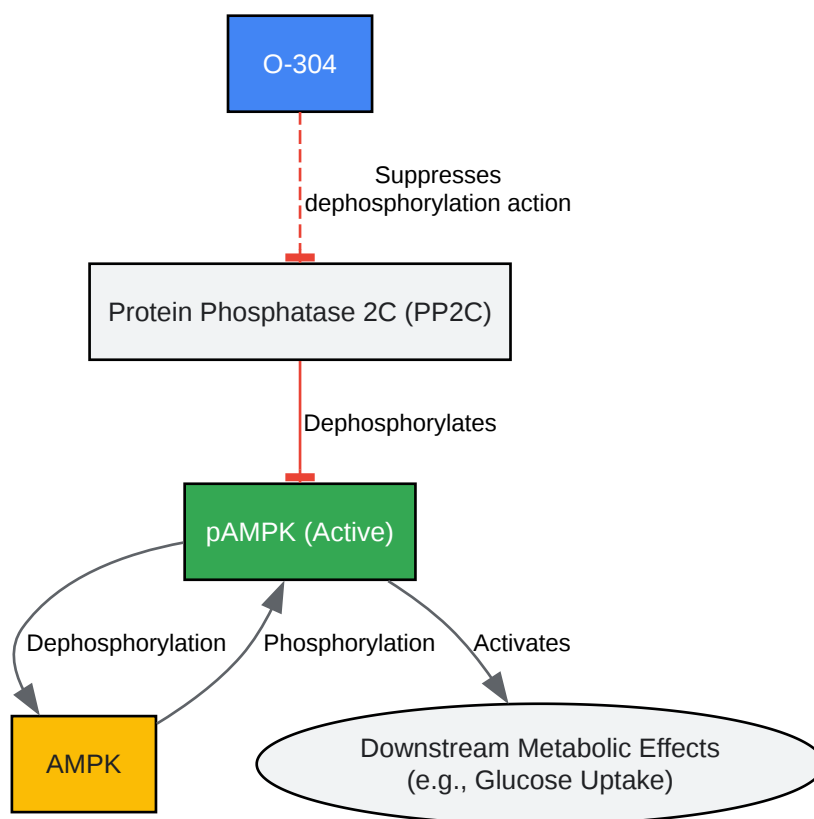 O-304
Suppresses
dephosphorylation action
Protein Phosphatase 2C (PP2C)
Dephosphorylates
pAMPK (Active)
Dephosphorylation
Phosphorylation
Activates
AMPK
Downstream Metabolic Effects
(e.g., Glucose Uptake)